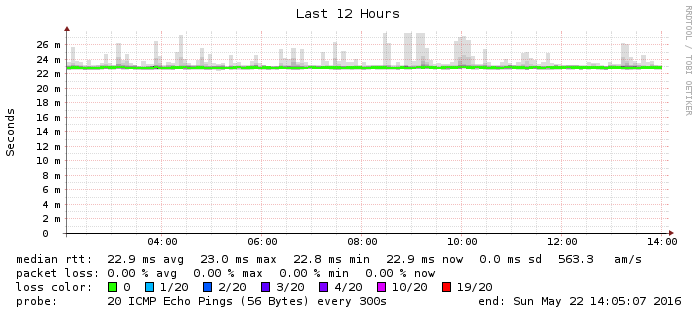 Last 12 Hours
RRDTOOL / TOBI OETIKER
Seconds
26 m
24 m
22 m
20 m
18 m
16 m
14 m
12 m
10 m
8 m
6 m
4 m
2 m
0
04:00 06:00 08:00 10:00 12:00 14:00
median rtt: 22.9 ms avg 23.0 ms max 22.8 ms min 22.9 ms now 0.0 ms sd 563.3 am/s
packet loss: 0.00 % avg 0.00 % max 0.00 % min 0.00 % now
loss color: 0 1/20 2/20 3/20 4/20 10/20 19/20
probe: 20 ICMP Echo Pings (56 Bytes) every 300s end: Sun May 22 14:05:07 2016